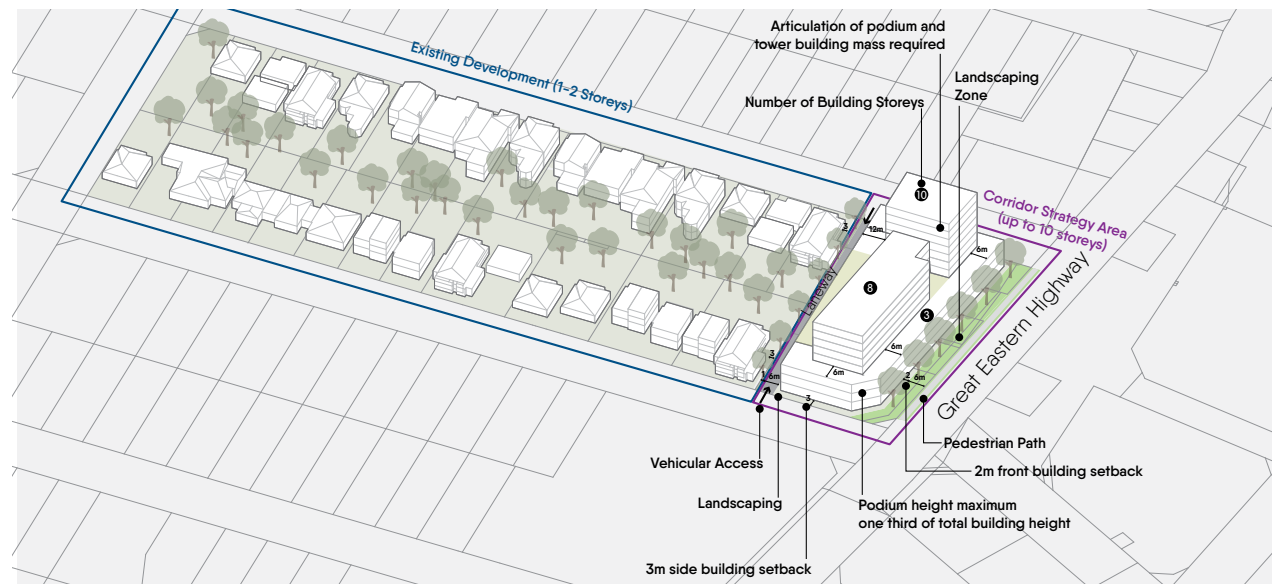 Articulation of podium and
tower building mass required
Existing Development (1-2 Storeys)
Landscaping
Zone
Number of Building Storeys
10
Corridor Strategy Area
(up to 10 storeys)
3
12m
6m
Laneway
8
3
Great Eastern Highway
6m
3
6m
1
6m
2
6m
3
Pedestrian Path
Vehicular Access
2m front building setback
Landscaping
Podium height maximum
one third of total building height
3m side building setback